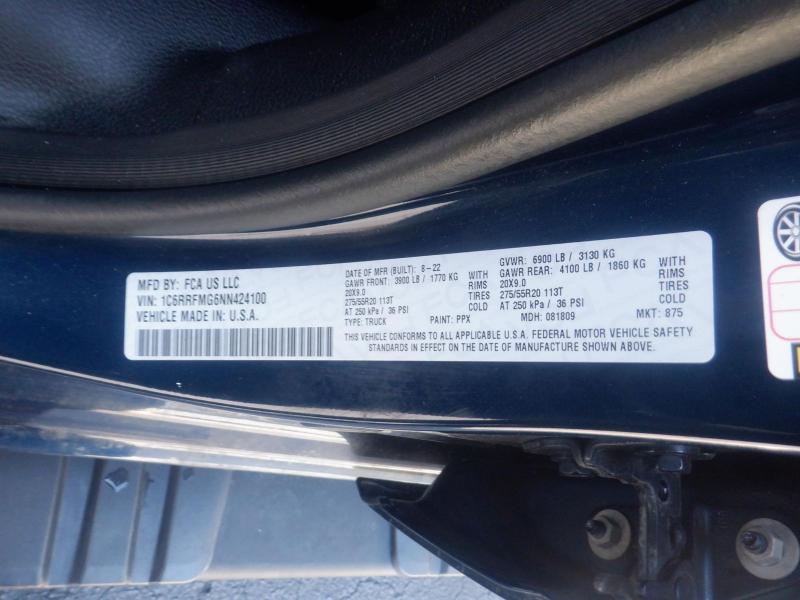 MFD BY: FCA US LLC
VIN: 1C6RRFMG6NN424100
VEHICLE MADE IN: U.S.A.
DATE OF MFR (BUILT): 8-22
GAWR FRONT: 3900 LB / 1770 KG WITH
20X9.0 RIMS
275/55R20 113T TIRES
AT 250 kPa / 36 PSI COLD
TYPE: TRUCK PAINT: PPX
GVWR: 6900 LB / 3130 KG
GAWR REAR: 4100 LB / 1860 KG WITH
20X9.0 RIMS
275/55R20 113T TIRES
AT 250 kPa / 36 PSI COLD
MDH: 081809 MKT: 875
THIS VEHICLE CONFORMS TO ALL APPLICABLE U.S.A. FEDERAL MOTOR VEHICLE SAFETY
STANDARDS IN EFFECT ON THE DATE OF MANUFACTURE SHOWN ABOVE.